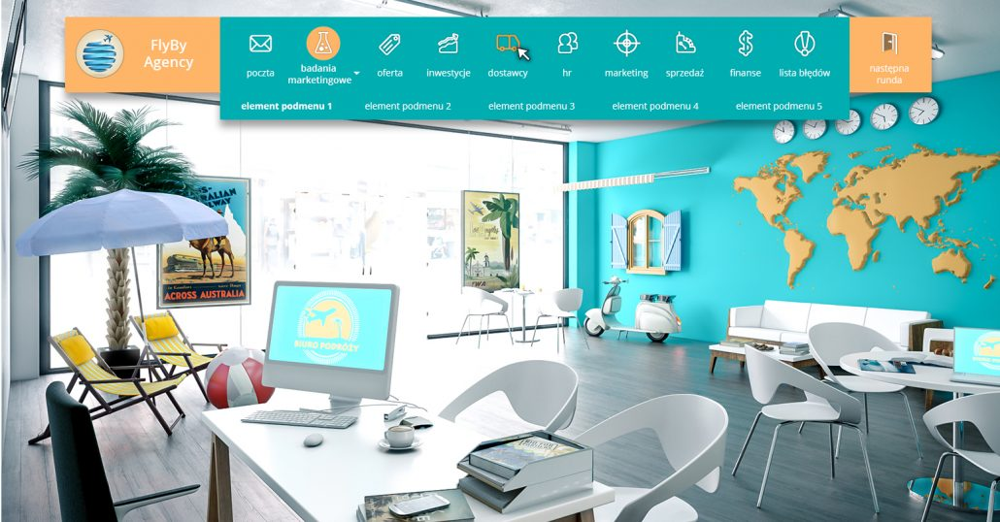 FlyBy
Agency
poczta
badania
marketingowe
oferta
inwestycje
dostawcy
hr
marketing
sprzedaż
finanse
lista błędów
następna
runda
element podmenu 1
element podmenu 2
element podmenu 3
element podmenu 4
element podmenu 5
ACROSS AUSTRALIA
TWA
BIURO PODRÓŻY